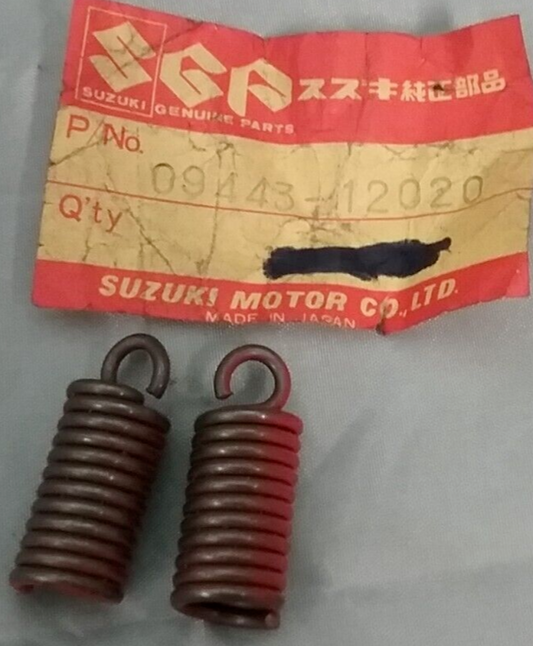 SGP スズキ純正部品
SUZUKI GENUINE PARTS
P/No.
09443-12020
Q'ty
SUZUKI MOTOR CO.,LTD.
MADE IN JAPAN